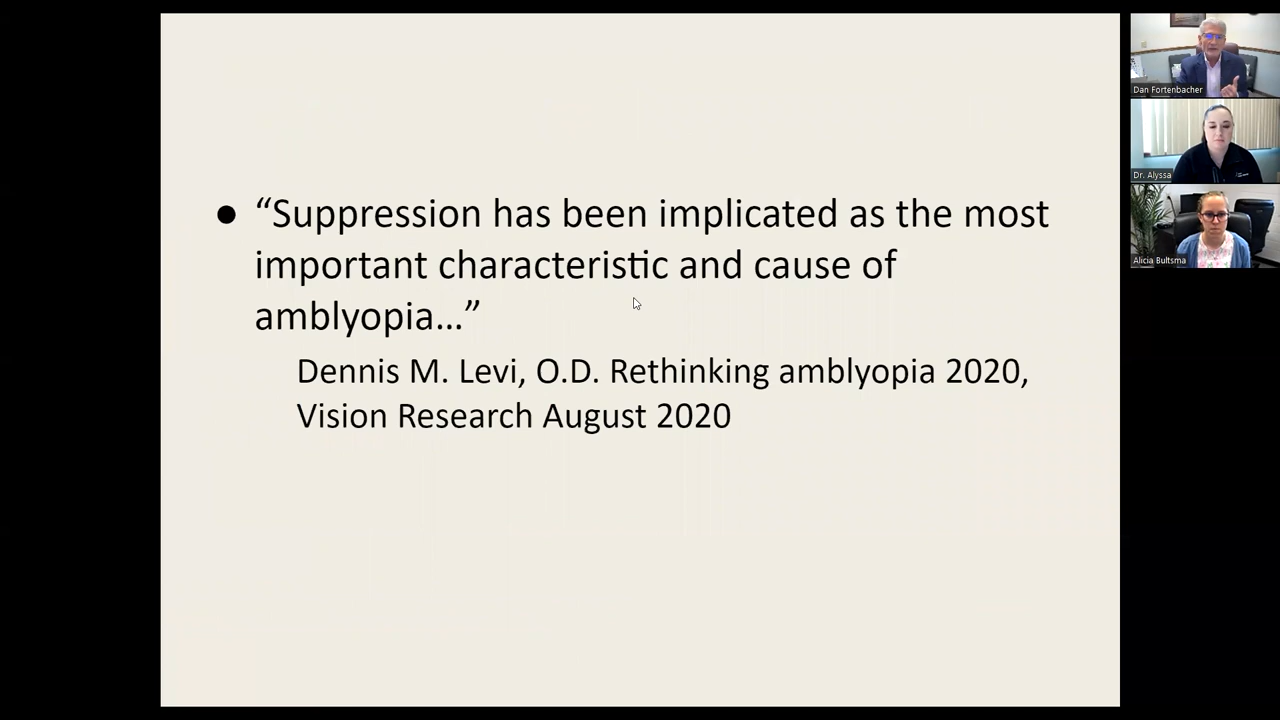 ● “Suppression has been implicated as the most
important characteristic and cause of
amblyopia...”
Dennis M. Levi, O.D. Rethinking amblyopia 2020,
Vision Research August 2020
Dan Fortenbacher
Dr. Alyssa
Alicia Bultsma